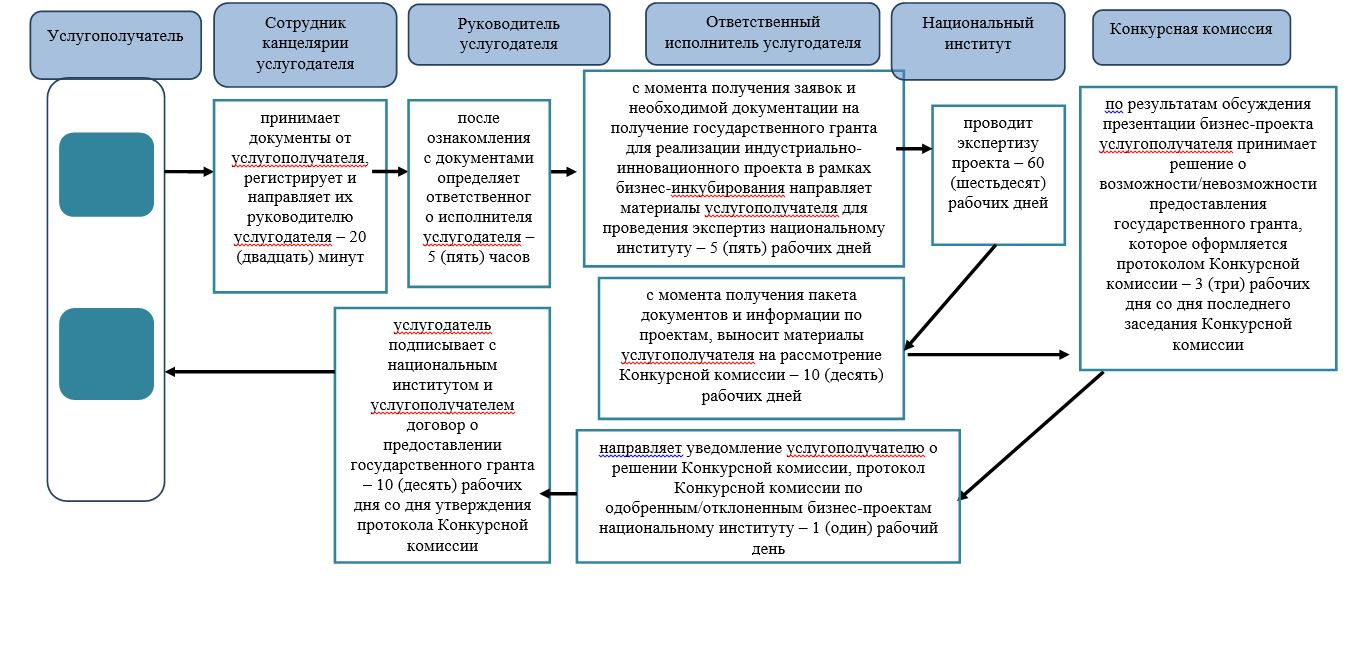 Услугополучатель
Сотрудник
канцелярии
услугодателя
Руководитель
услугодателя
Ответственный
исполнитель услугодателя
Национальный
институт
Конкурсная комиссия
принимает
документы от
услугополучателя,
регистрирует и
направляет их
руководителю
услугодателя – 20
(двадцать) минут
после
ознакомления
с документами
определяет
ответственног
о исполнителя
услугодателя –
5 (пять) часов
с момента получения заявок и
необходимой документации на
получение государственного гранта
для реализации индустриально-
инновационного проекта в рамках
бизнес-инкубирования направляет
материалы услугополучателя для
проведения экспертиз национальному
институту – 5 (пять) рабочих дней
проводит
экспертизу
проекта – 60
(шестьдесят)
рабочих дней
по результатам обсуждения
презентации бизнес-проекта
услугополучателя принимает
решение о
возможности/невозможности
предоставления
государственного гранта,
которое оформляется
протоколом Конкурсной
комиссии – 3 (три) рабочих
дня со дня последнего
заседания Конкурсной
комиссии
с момента получения пакета
документов и информации по
проектам, выносит материалы
услугополучателя на рассмотрение
Конкурсной комиссии – 10 (десять)
рабочих дней
направляет уведомление услугополучателю о
решении Конкурсной комиссии, протокол
Конкурсной комиссии по
одобренным/отклоненным бизнес-проектам
национальному институту – 1 (один) рабочий
день
услугодатель
подписывает с
национальным
институтом и
услугополучателем
договор о
предоставлении
государственного гранта
– 10 (десять) рабочих
дня со дня утверждения
протокола Конкурсной
комиссии